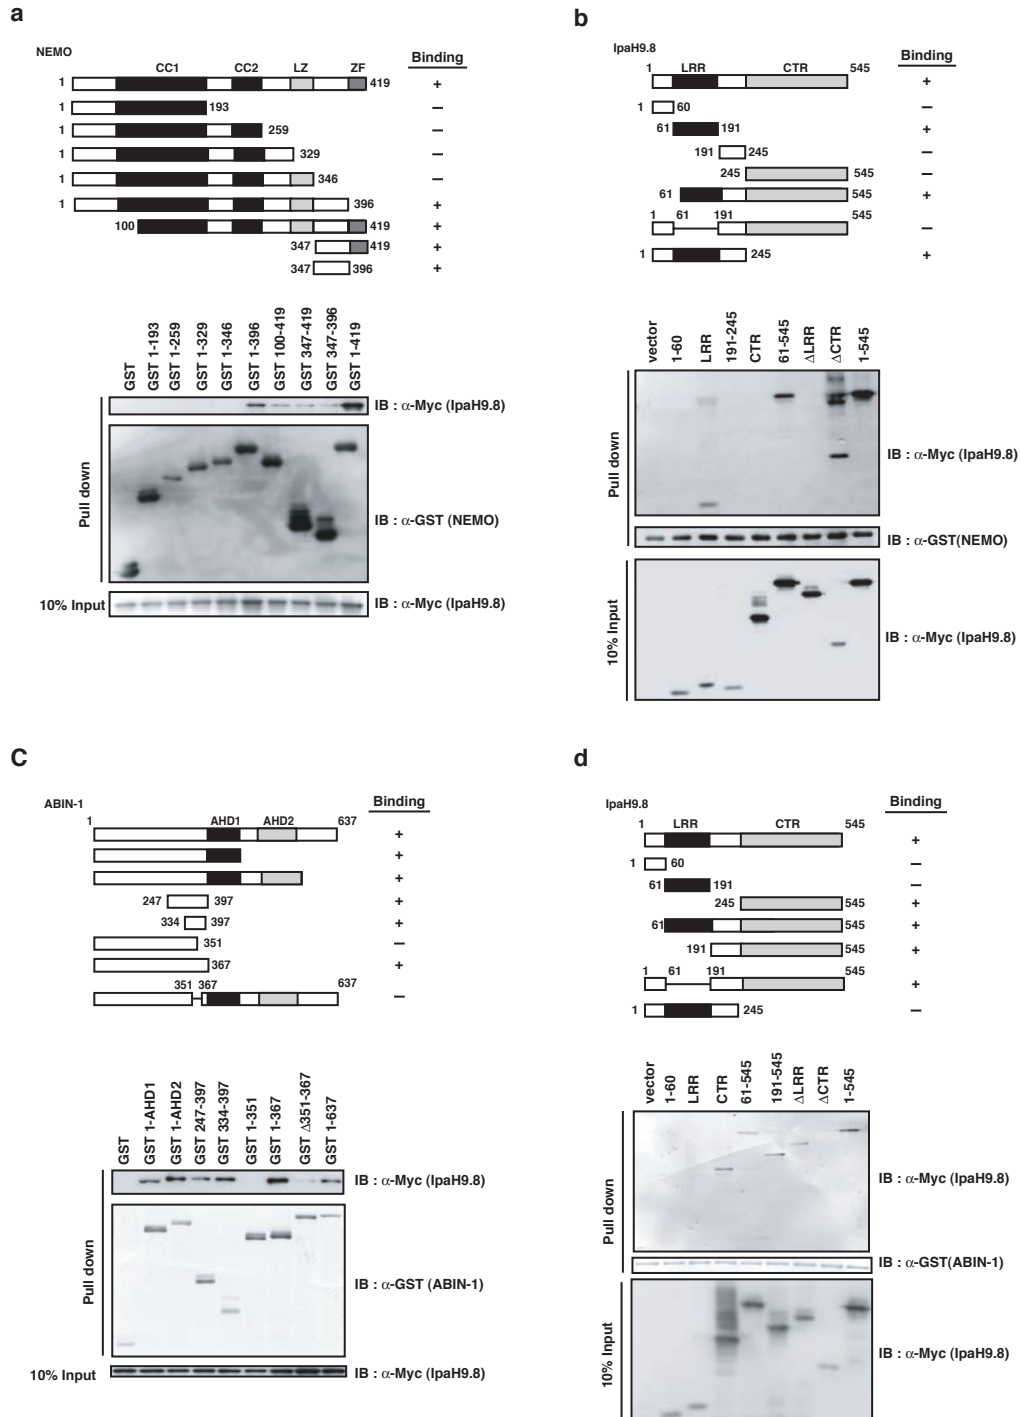 a
NEMO
Binding
CC1 CC2 LZ ZF
1 419 +
1 193 −
1 259 −
1 329 −
1 346 −
1 396 +
100 419 +
347 419 +
347 396 +
GST
GST 1-193
GST 1-259
GST 1-329
GST 1-346
GST 1-396
GST 100-419
GST 347-419
GST 347-396
GST 1-419
IB : α-Myc (IpaH9.8)
Pull down
IB : α-GST (NEMO)
10% Input
IB : α-Myc (IpaH9.8)
b
IpaH9.8
Binding
1 LRR CTR 545
+
1 60 −
61 191 +
191 245 −
245 545 −
61 545 +
1 61 191 545
−
1 245 +
vector
1-60
LRR
191-245
CTR
61-545
ΔLRR
ΔCTR
1-545
Pull down
IB : α-Myc (IpaH9.8)
IB : α-GST(NEMO)
10% Input
IB : α-Myc (IpaH9.8)
C
ABIN-1
Binding
1 AHD1 AHD2 637
+
+
+
247 397 +
334 397 +
351 −
367 +
351 367 637
−
GST
GST 1-AHD1
GST 1-AHD2
GST 247-397
GST 334-397
GST 1-351
GST 1-367
GST Δ351-367
GST 1-637
IB : α-Myc (IpaH9.8)
Pull down
IB : α-GST (ABIN-1)
10% Input
IB : α-Myc (IpaH9.8)
d
IpaH9.8
Binding
1 LRR CTR 545
+
1 60 −
61 191 −
245 545 +
61 545 +
191 545 +
1 61 191 545
+
1 245 −
vector
1-60
LRR
CTR
61-545
191-545
ΔLRR
ΔCTR
1-545
Pull down
IB : α-Myc (IpaH9.8)
IB : α-GST(ABIN-1)
10% Input
IB : α-Myc (IpaH9.8)